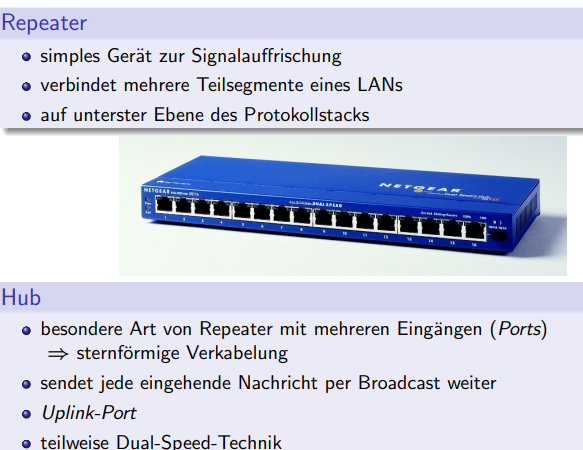 Repeater
simples Gerät zur Signalauffrischung
verbindet mehrere Teilsegmente eines LANs
auf unterster Ebene des Protokollstacks
NETGEAR
NETGEAR
DUAL SPEED
1 2 3 4 5 6 7 8 9 10 11 12 13 14 15 16
Hub
besondere Art von Repeater mit mehreren Eingängen (Ports)
⇒ sternförmige Verkabelung
sendet jede eingehende Nachricht per Broadcast weiter
Uplink-Port
teilweise Dual-Speed-Technik